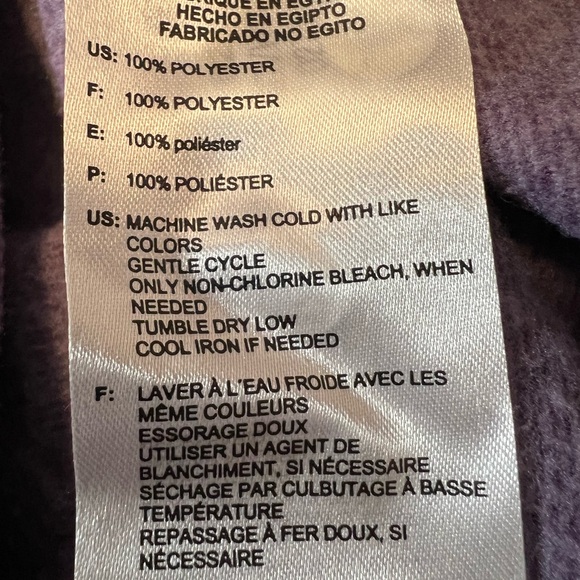 HECHO EN EGIPTO
FABRICADO NO EGITO
US: 100% POLYESTER
F: 100% POLYESTER
E: 100% poliéster
P: 100% POLIÉSTER
US: MACHINE WASH COLD WITH LIKE
COLORS
GENTLE CYCLE
ONLY NON-CHLORINE BLEACH, WHEN
NEEDED
TUMBLE DRY LOW
COOL IRON IF NEEDED
F: LAVER À L'EAU FROIDE AVEC LES
MÊME COULEURS
ESSORAGE DOUX
UTILISER UN AGENT DE
BLANCHIMENT, SI NÉCESSAIRE
SÉCHAGE PAR CULBUTAGE À BASSE
TEMPÉRATURE
REPASSAGE À FER DOUX, SI
NÉCESSAIRE